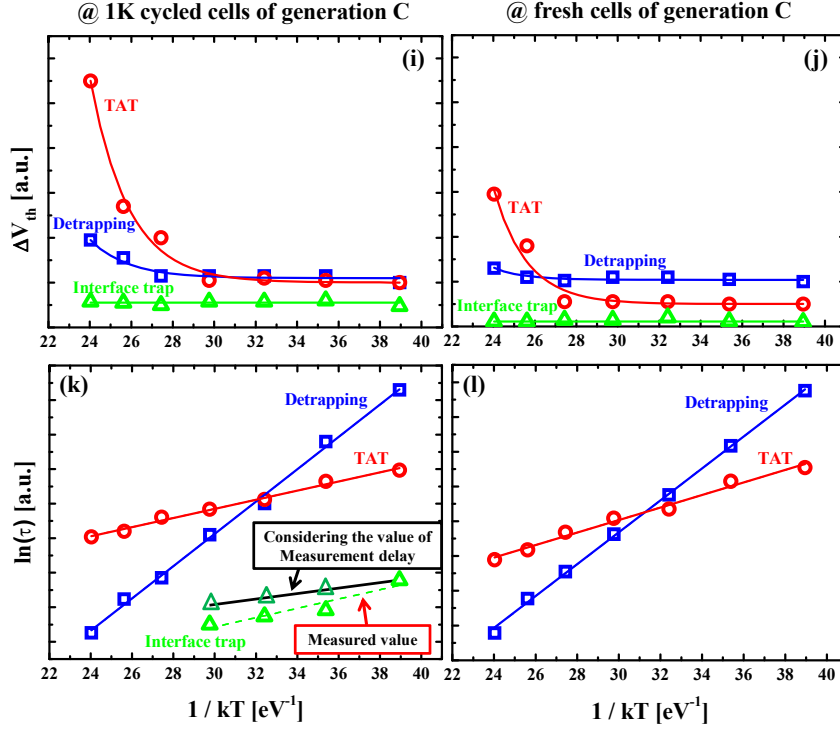 @ 1K cycled cells of generation C
@ fresh cells of generation C
(i)
TAT
Detrapping
Interface trap
ΔVth [a.u.]
22 24 26 28 30 32 34 36 38 40
(j)
TAT
Detrapping
Interface trap
22 24 26 28 30 32 34 36 38 40
(k)
Detrapping
TAT
Considering the value of
Measurement delay
Interface trap
Measured value
ln(τ) [a.u.]
22 24 26 28 30 32 34 36 38 40
1 / kT [eV⁻¹]
(l)
Detrapping
TAT
22 24 26 28 30 32 34 36 38 40
1 / kT [eV⁻¹]